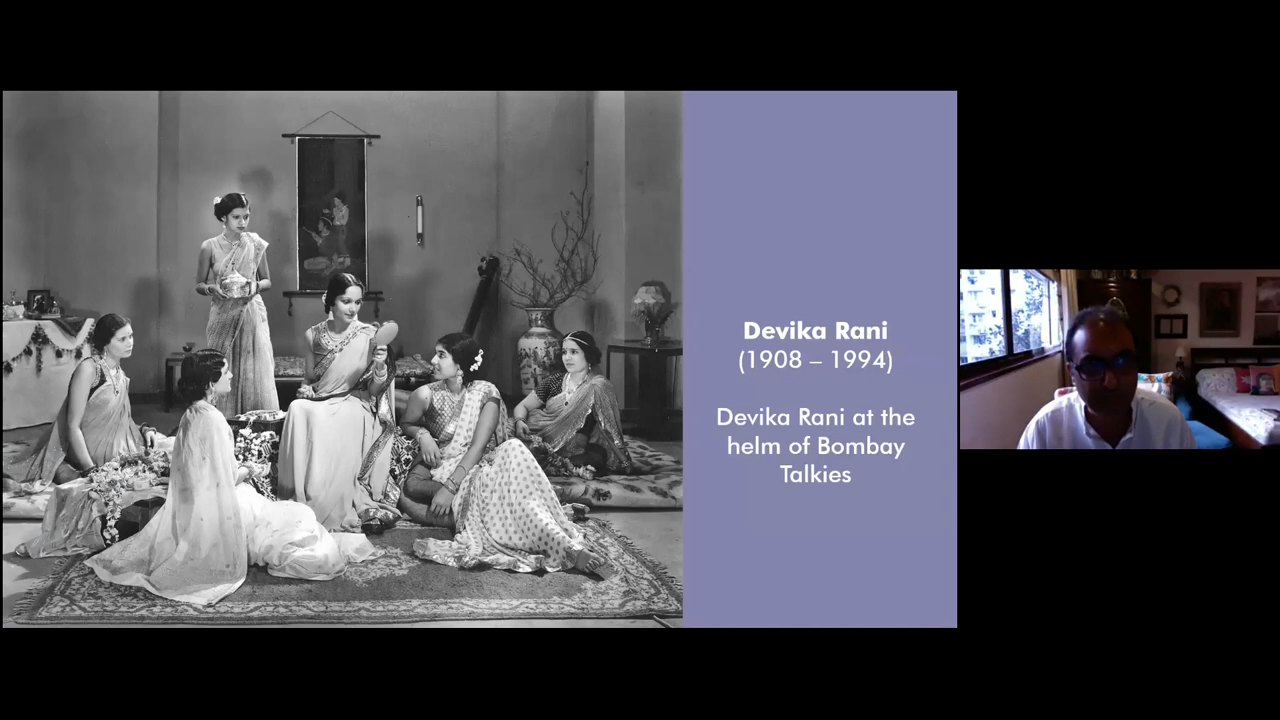 Devika Rani
(1908 – 1994)
Devika Rani at the
helm of Bombay
Talkies